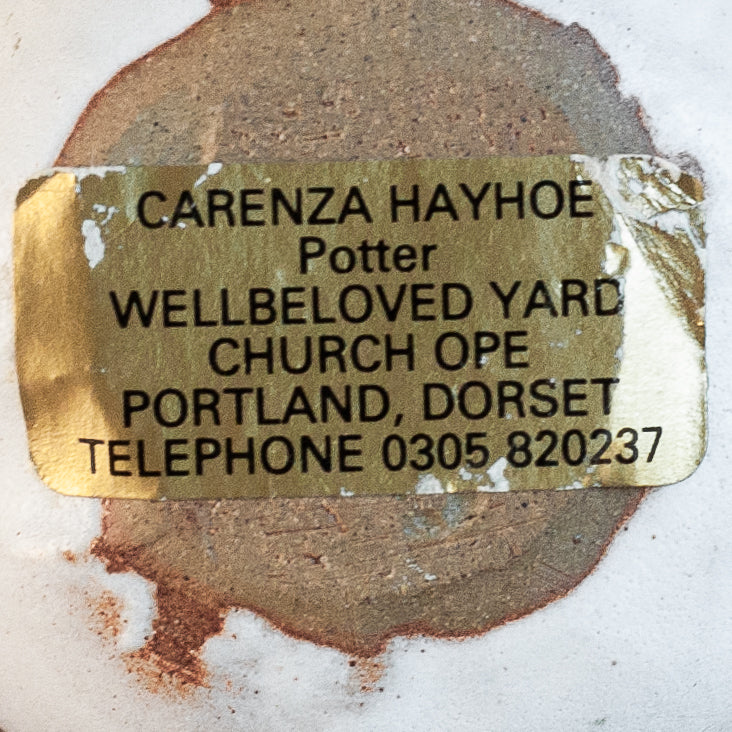 CARENZA HAYHOE
Potter
WELLBELOVED YARD
CHURCH OPE
PORTLAND, DORSET
TELEPHONE 0305 820237